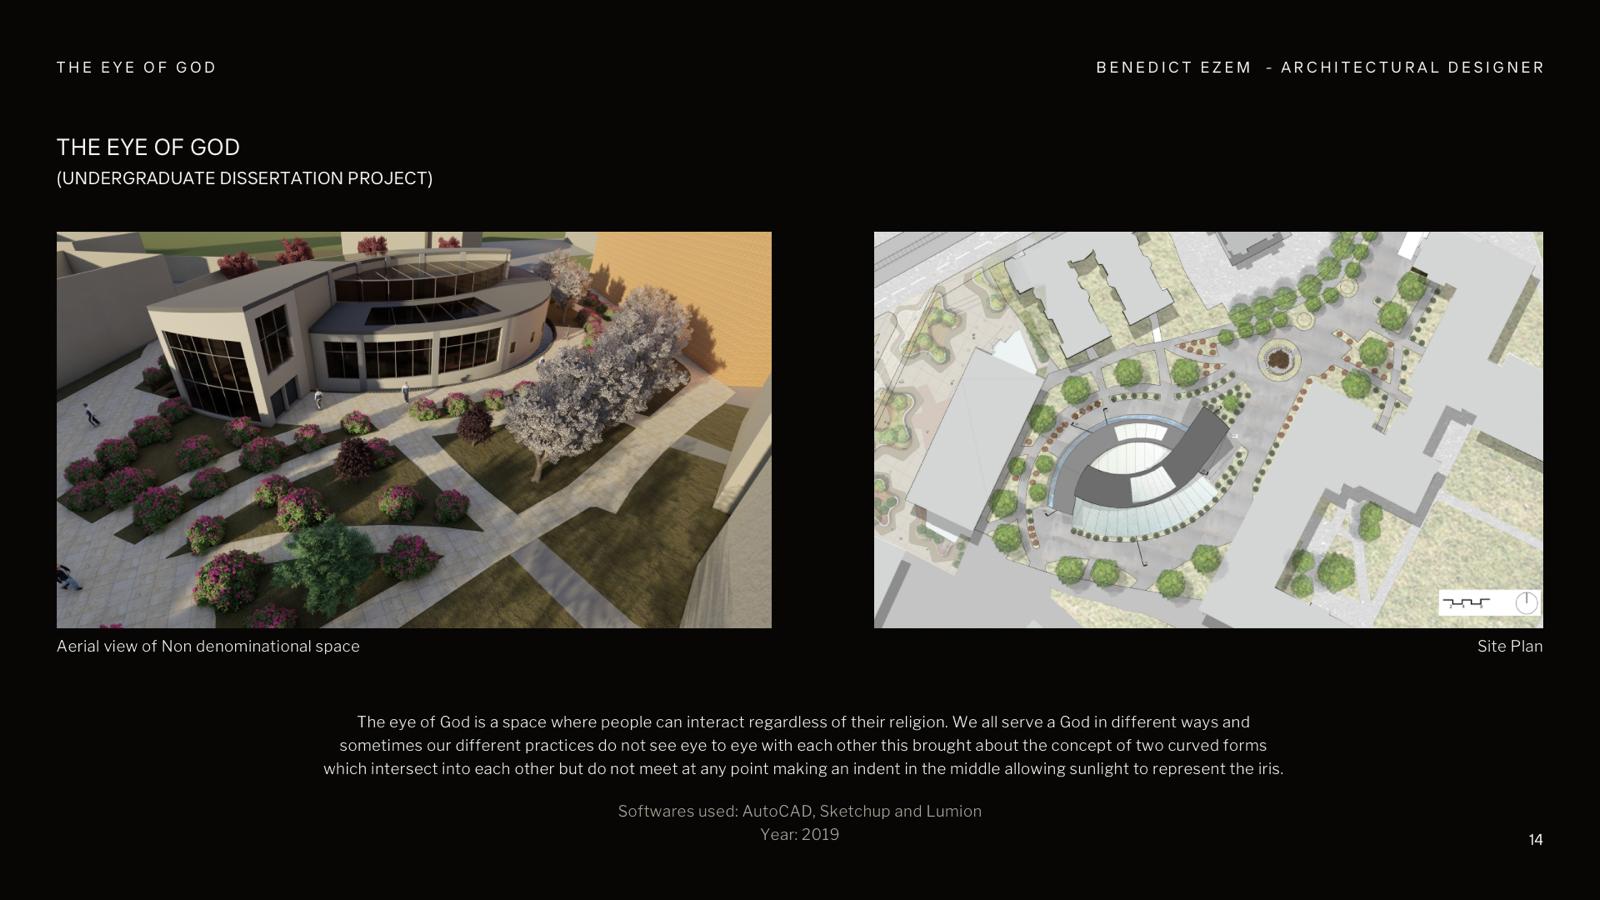 THE EYE OF GOD
BENEDICT EZEM - ARCHITECTURAL DESIGNER
THE EYE OF GOD
(UNDERGRADUATE DISSERTATION PROJECT)
Aerial view of Non denominational space
Site Plan
The eye of God is a space where people can interact regardless of their religion. We all serve a God in different ways and
sometimes our different practices do not see eye to eye with each other this brought about the concept of two curved forms
which intersect into each other but do not meet at any point making an indent in the middle allowing sunlight to represent the iris.
Softwares used: AutoCAD, Sketchup and Lumion
Year: 2019
14